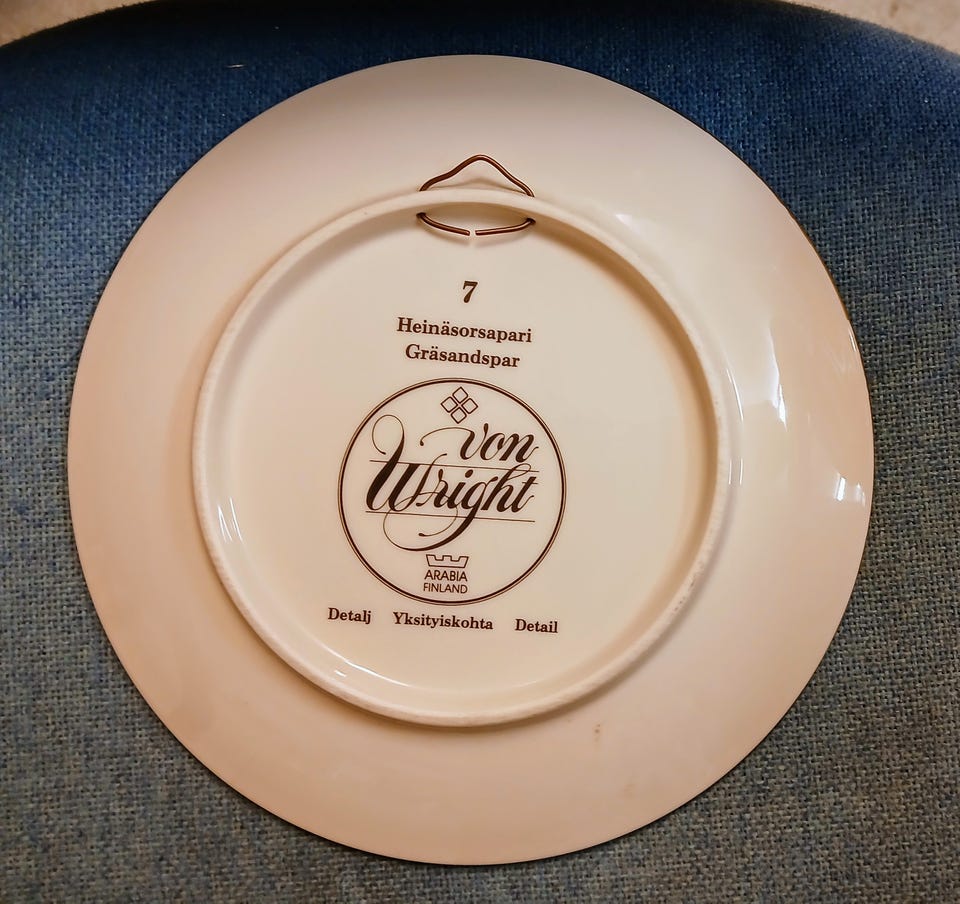 7
Heinäsorsapari
Gräsandspar
von
Wright
ARABIA
FINLAND
Detalj Yksityiskohta Detail